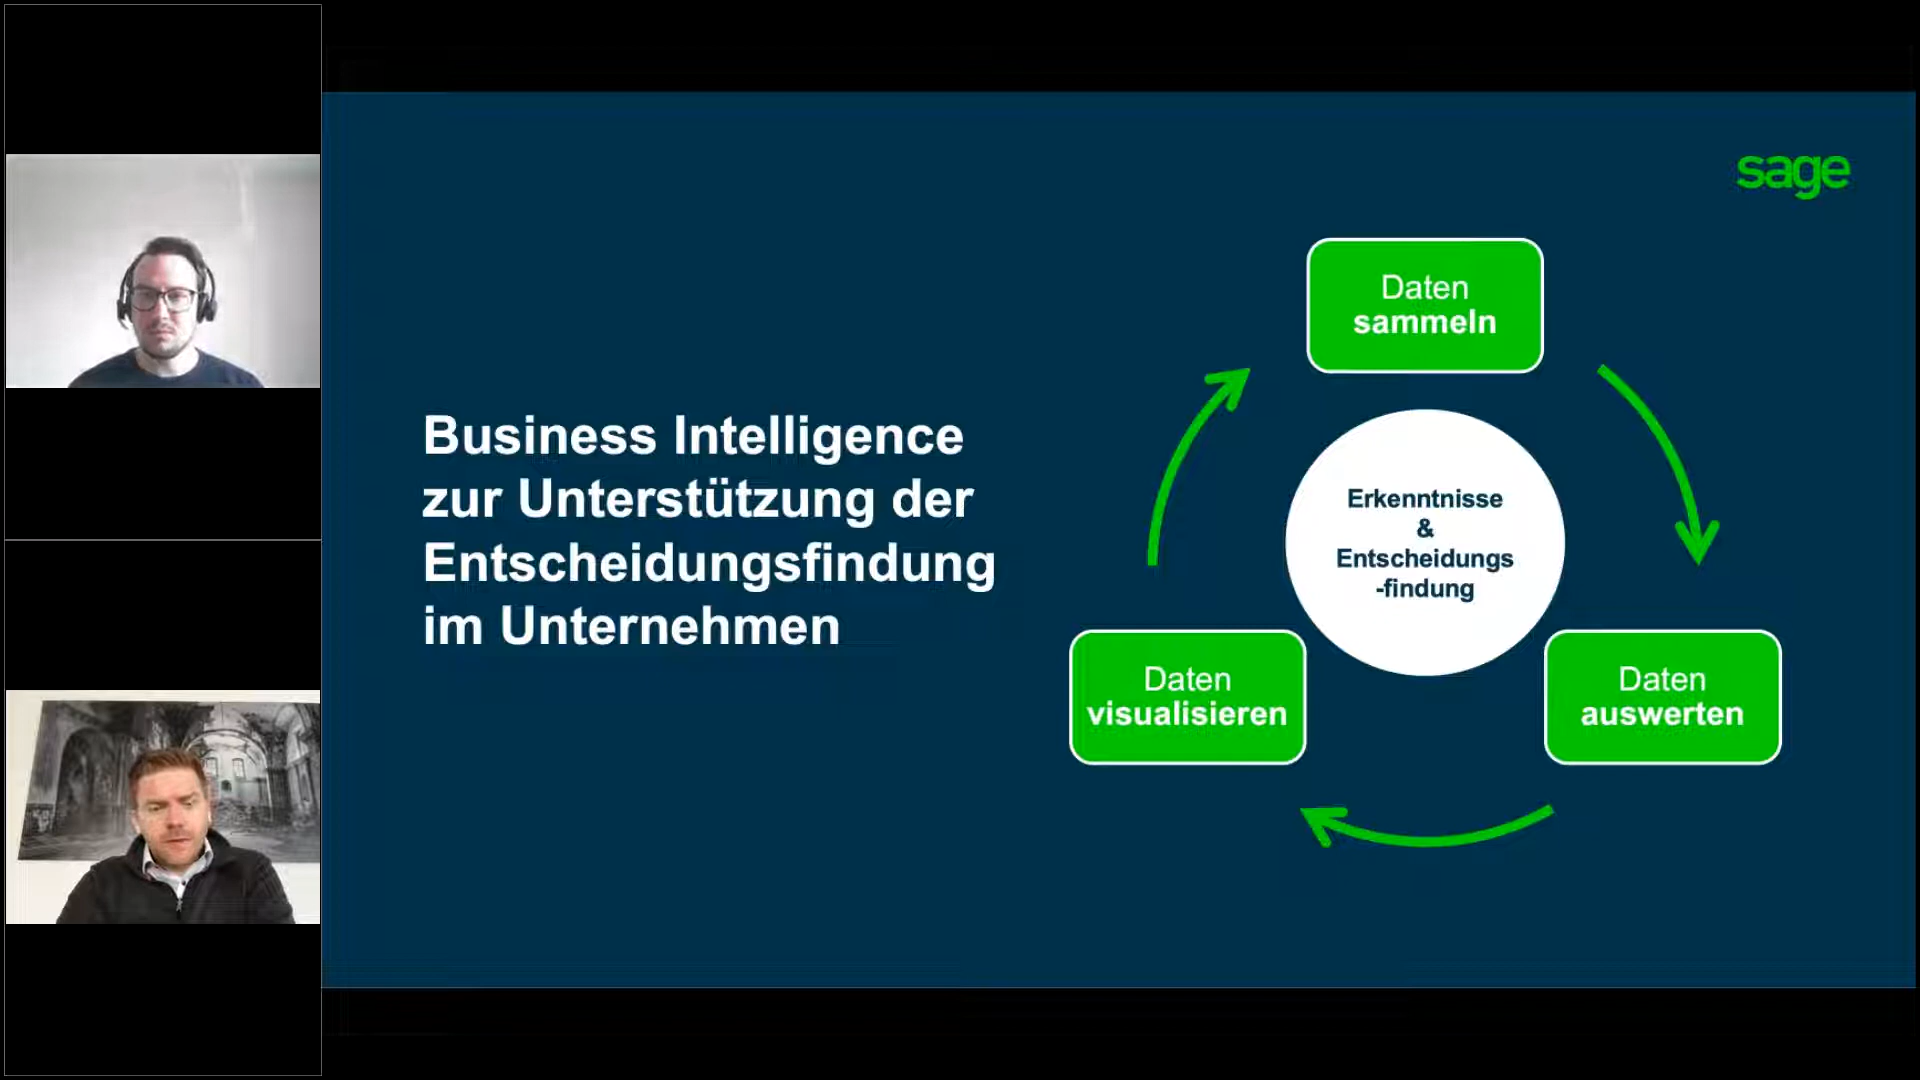 sage
Business Intelligence
zur Unterstützung der
Entscheidungsfindung
im Unternehmen
Daten
sammeln
Erkenntnisse
&
Entscheidungs
-findung
Daten
visualisieren
Daten
auswerten